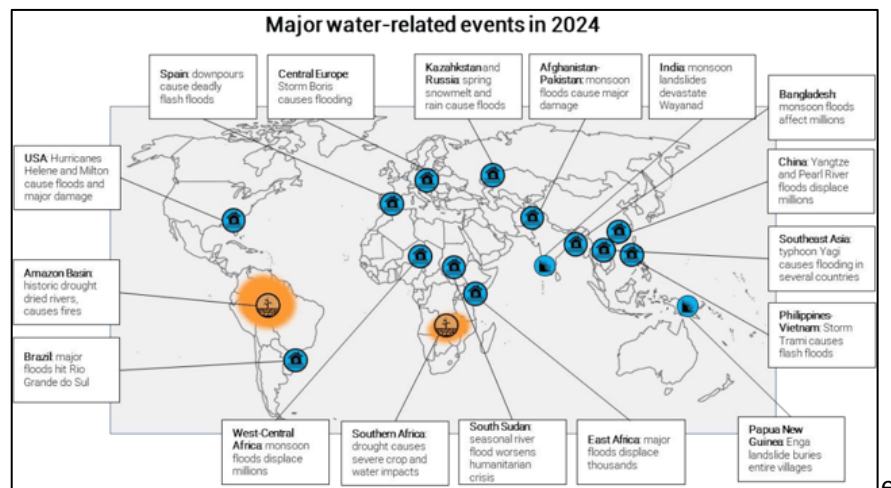 Major water-related events in 2024
Spain: downpours
cause deadly
flash floods
Central Europe:
Storm Boris
causes flooding
Kazahkstan and
Russia: spring
snowmelt and
rain cause floods
Afghanistan-
Pakistan: monsoon
floods cause major
damage
India: monsoon
landslides
devastate
Wayanad
Bangladesh:
monsoon floods
affect millions
USA: Hurricanes
Helene and Milton
cause floods and
major damage
China: Yangtze
and Pearl River
floods displace
millions
Southeast Asia:
typhoon Yagi
causes flooding in
several countries
Amazon Basin:
historic drought
dried rivers,
causes fires
Philippines-
Vietnam: Storm
Trami causes
flash floods
Brazil: major
floods hit Rio
Grande do Sul
West-Central
Africa: monsoon
floods displace
millions
Southern Africa:
drought causes
severe crop and
water impacts
South Sudan:
seasonal river
flood worsens
humanitarian
crisis
East Africa: major
floods displace
thousands
Papua New
Guinea: Enga
landslide buries
entire villages
6